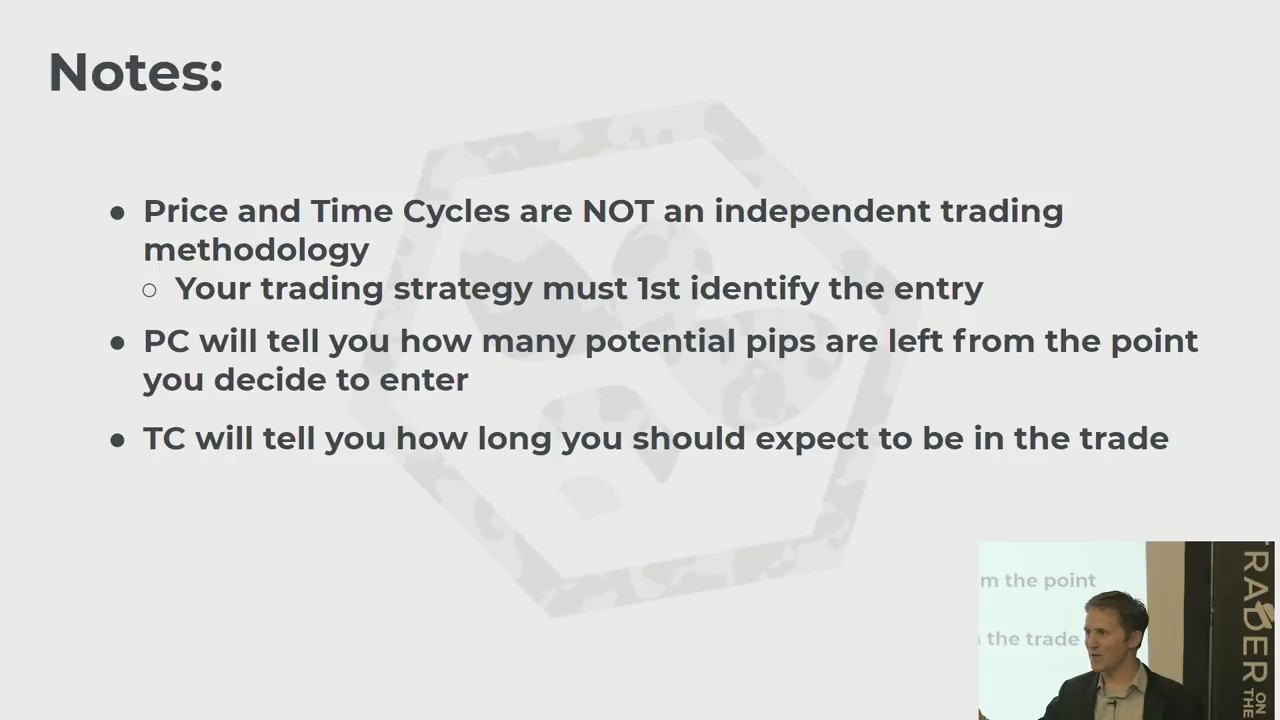 Notes:
● Price and Time Cycles are NOT an independent trading
methodology
○ Your trading strategy must 1st identify the entry
● PC will tell you how many potential pips are left from the point
you decide to enter
● TC will tell you how long you should expect to be in the trade
m the point
the trade
TRADER
ON
THE